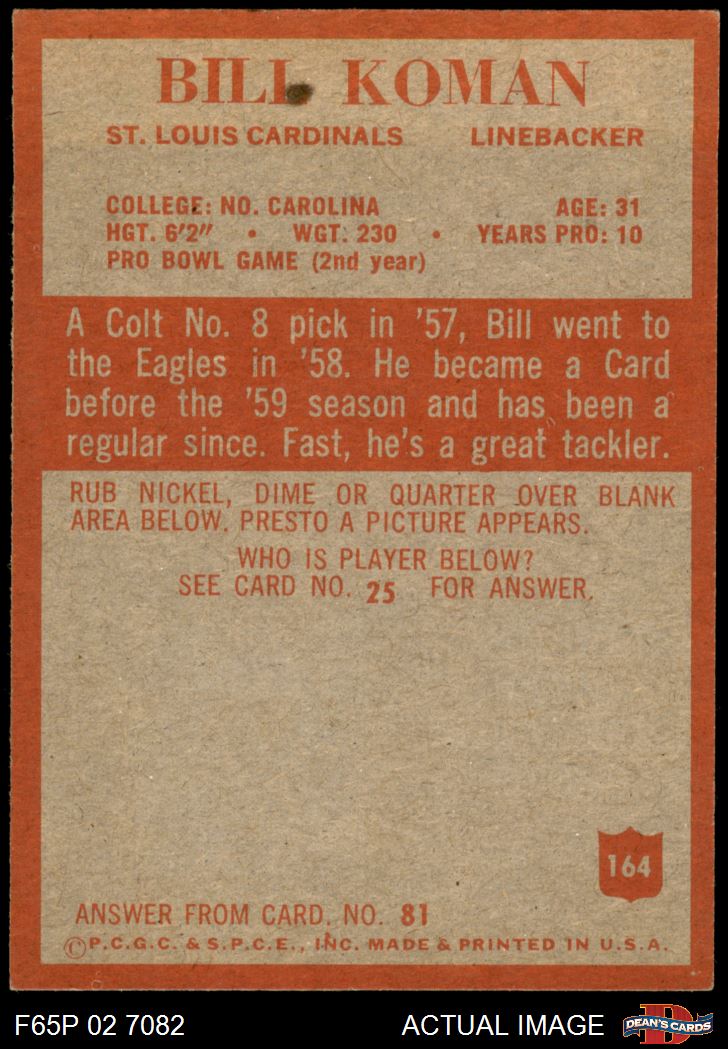 BILL KOMAN
ST. LOUIS CARDINALS LINEBACKER
COLLEGE: NO. CAROLINA AGE: 31
HGT. 6'2" • WGT. 230 • YEARS PRO: 10
PRO BOWL GAME (2nd year)
A Colt No. 8 pick in '57, Bill went to
the Eagles in '58. He became a Card
before the '59 season and has been a
regular since. Fast, he's a great tackler.
RUB NICKEL, DIME OR QUARTER OVER BLANK
AREA BELOW. PRESTO A PICTURE APPEARS.
WHO IS PLAYER BELOW?
SEE CARD NO. 25 FOR ANSWER.
164
ANSWER FROM CARD. NO. 81
©P.C.G.C. & S.P.C.E., INC. MADE & PRINTED IN U.S.A.
F65P 02 7082 ACTUAL IMAGE D DEAN'S CARDS